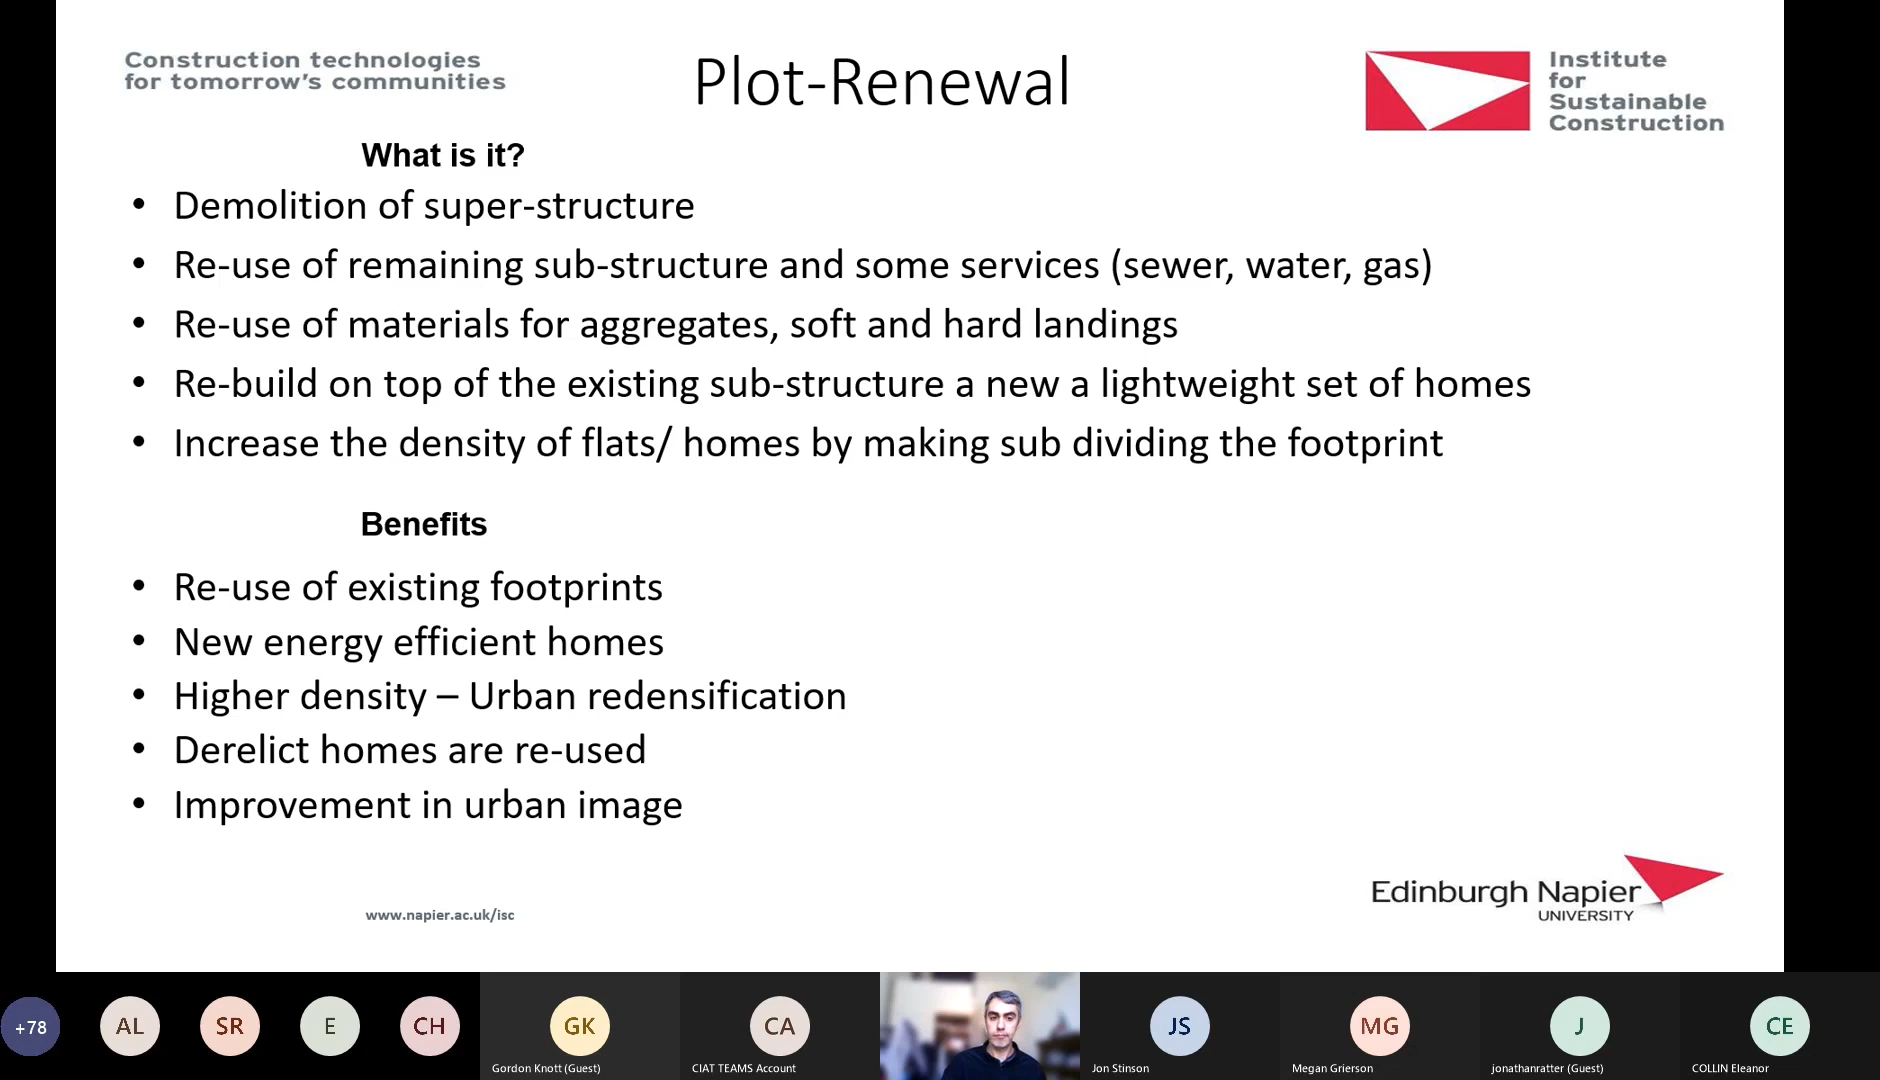 Construction technologies
for tomorrow's communities
Plot-Renewal
Institute
for
Sustainable
Construction
What is it?
• Demolition of super-structure
• Re-use of remaining sub-structure and some services (sewer, water, gas)
• Re-use of materials for aggregates, soft and hard landings
• Re-build on top of the existing sub-structure a new a lightweight set of homes
• Increase the density of flats/ homes by making sub dividing the footprint
Benefits
• Re-use of existing footprints
• New energy efficient homes
• Higher density – Urban redensification
• Derelict homes are re-used
• Improvement in urban image
www.napier.ac.uk/isc
Edinburgh Napier
UNIVERSITY
+78
AL
SR
E
CH
GK
CA
JS
MG
J
CE
Gordon Knott (Guest)
CIAT TEAMS Account
Jon Stinson
Megan Grierson
jonathanratter (Guest)
COLLIN Eleanor